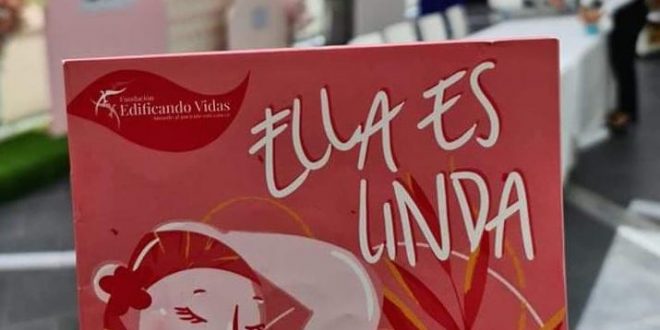 Fundación
Edificando Vidas
ELLA ES
LINDA